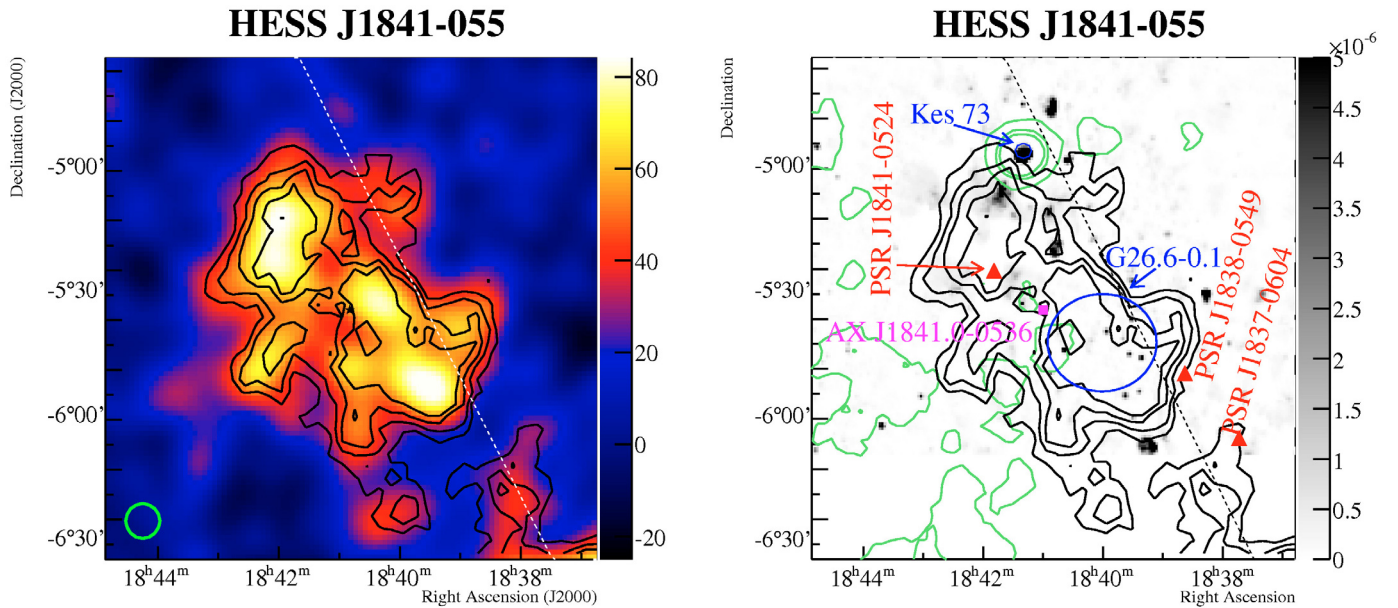 HESS J1841-055
Declination (J2000)
-5°00'
-5°30'
-6°00'
-6°30'
18ʰ44ᵐ
18ʰ42ᵐ
18ʰ40ᵐ
18ʰ38ᵐ
Right Ascension (J2000)
80
60
40
20
0
-20
HESS J1841-055
Declination
-5°00'
-5°30'
-6°00'
-6°30'
Kes 73
PSR J1841-0524
G26.6-0.1
AX J1841.0-0536
PSR J1838-0549
PSR J1837-0604
18ʰ44ᵐ
18ʰ42ᵐ
18ʰ40ᵐ
18ʰ38ᵐ
Right Ascension
×10⁻⁶
5
4.5
4
3.5
3
2.5
2
1.5
1
0.5
0